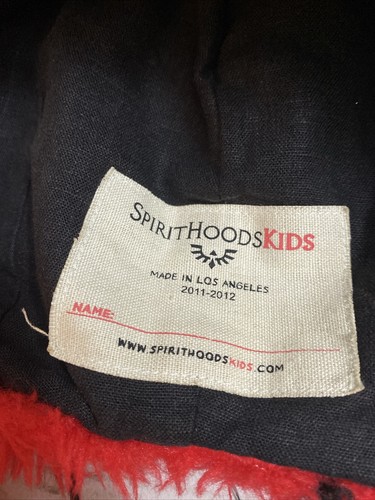 SPIRITHOODSKIDS
MADE IN LOS ANGELES
2011-2012
NAME:
WWW.SPIRITHOODSKIDS.COM